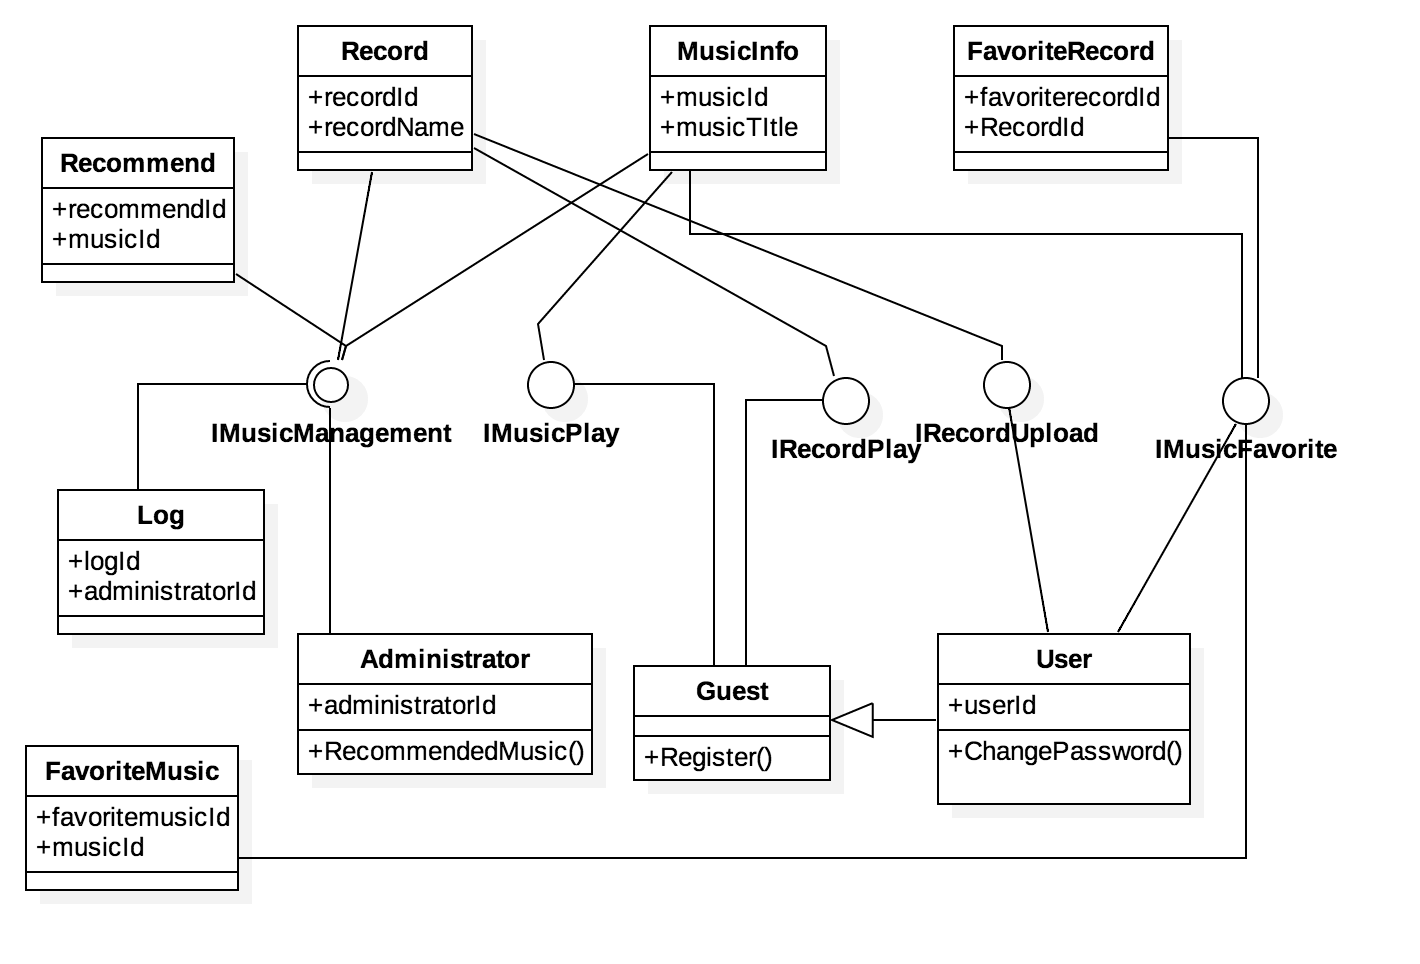 Record
+recordId
+recordName
MusicInfo
+musicId
+musicTItle
FavoriteRecord
+favoriterecordId
+RecordId
Recommend
+recommendId
+musicId
IMusicManagement
IMusicPlay
IRecordPlay
IRecordUpload
IMusicFavorite
Log
+logId
+administratorId
Administrator
+administratorId
+RecommendedMusic()
Guest
+Register()
User
+userId
+ChangePassword()
FavoriteMusic
+favoritemusicId
+musicId